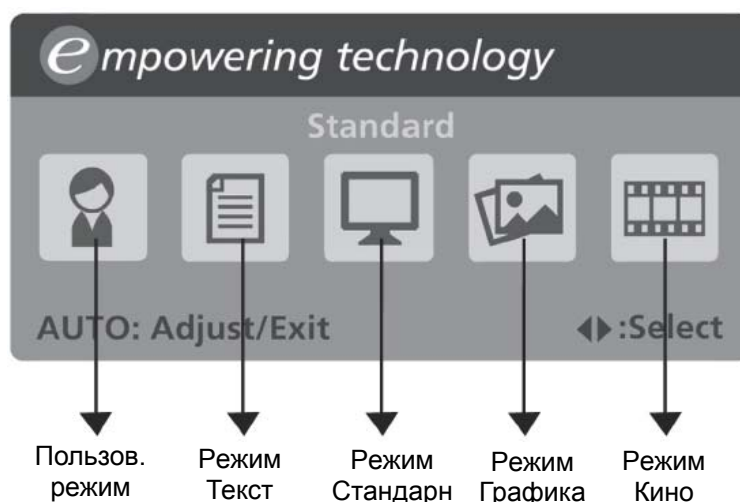 empowering technology
Standard
AUTO: Adjust/Exit
:Select
Пользов. Режим Режим Режим Режим
режим Текст Стандарн Графика Кино